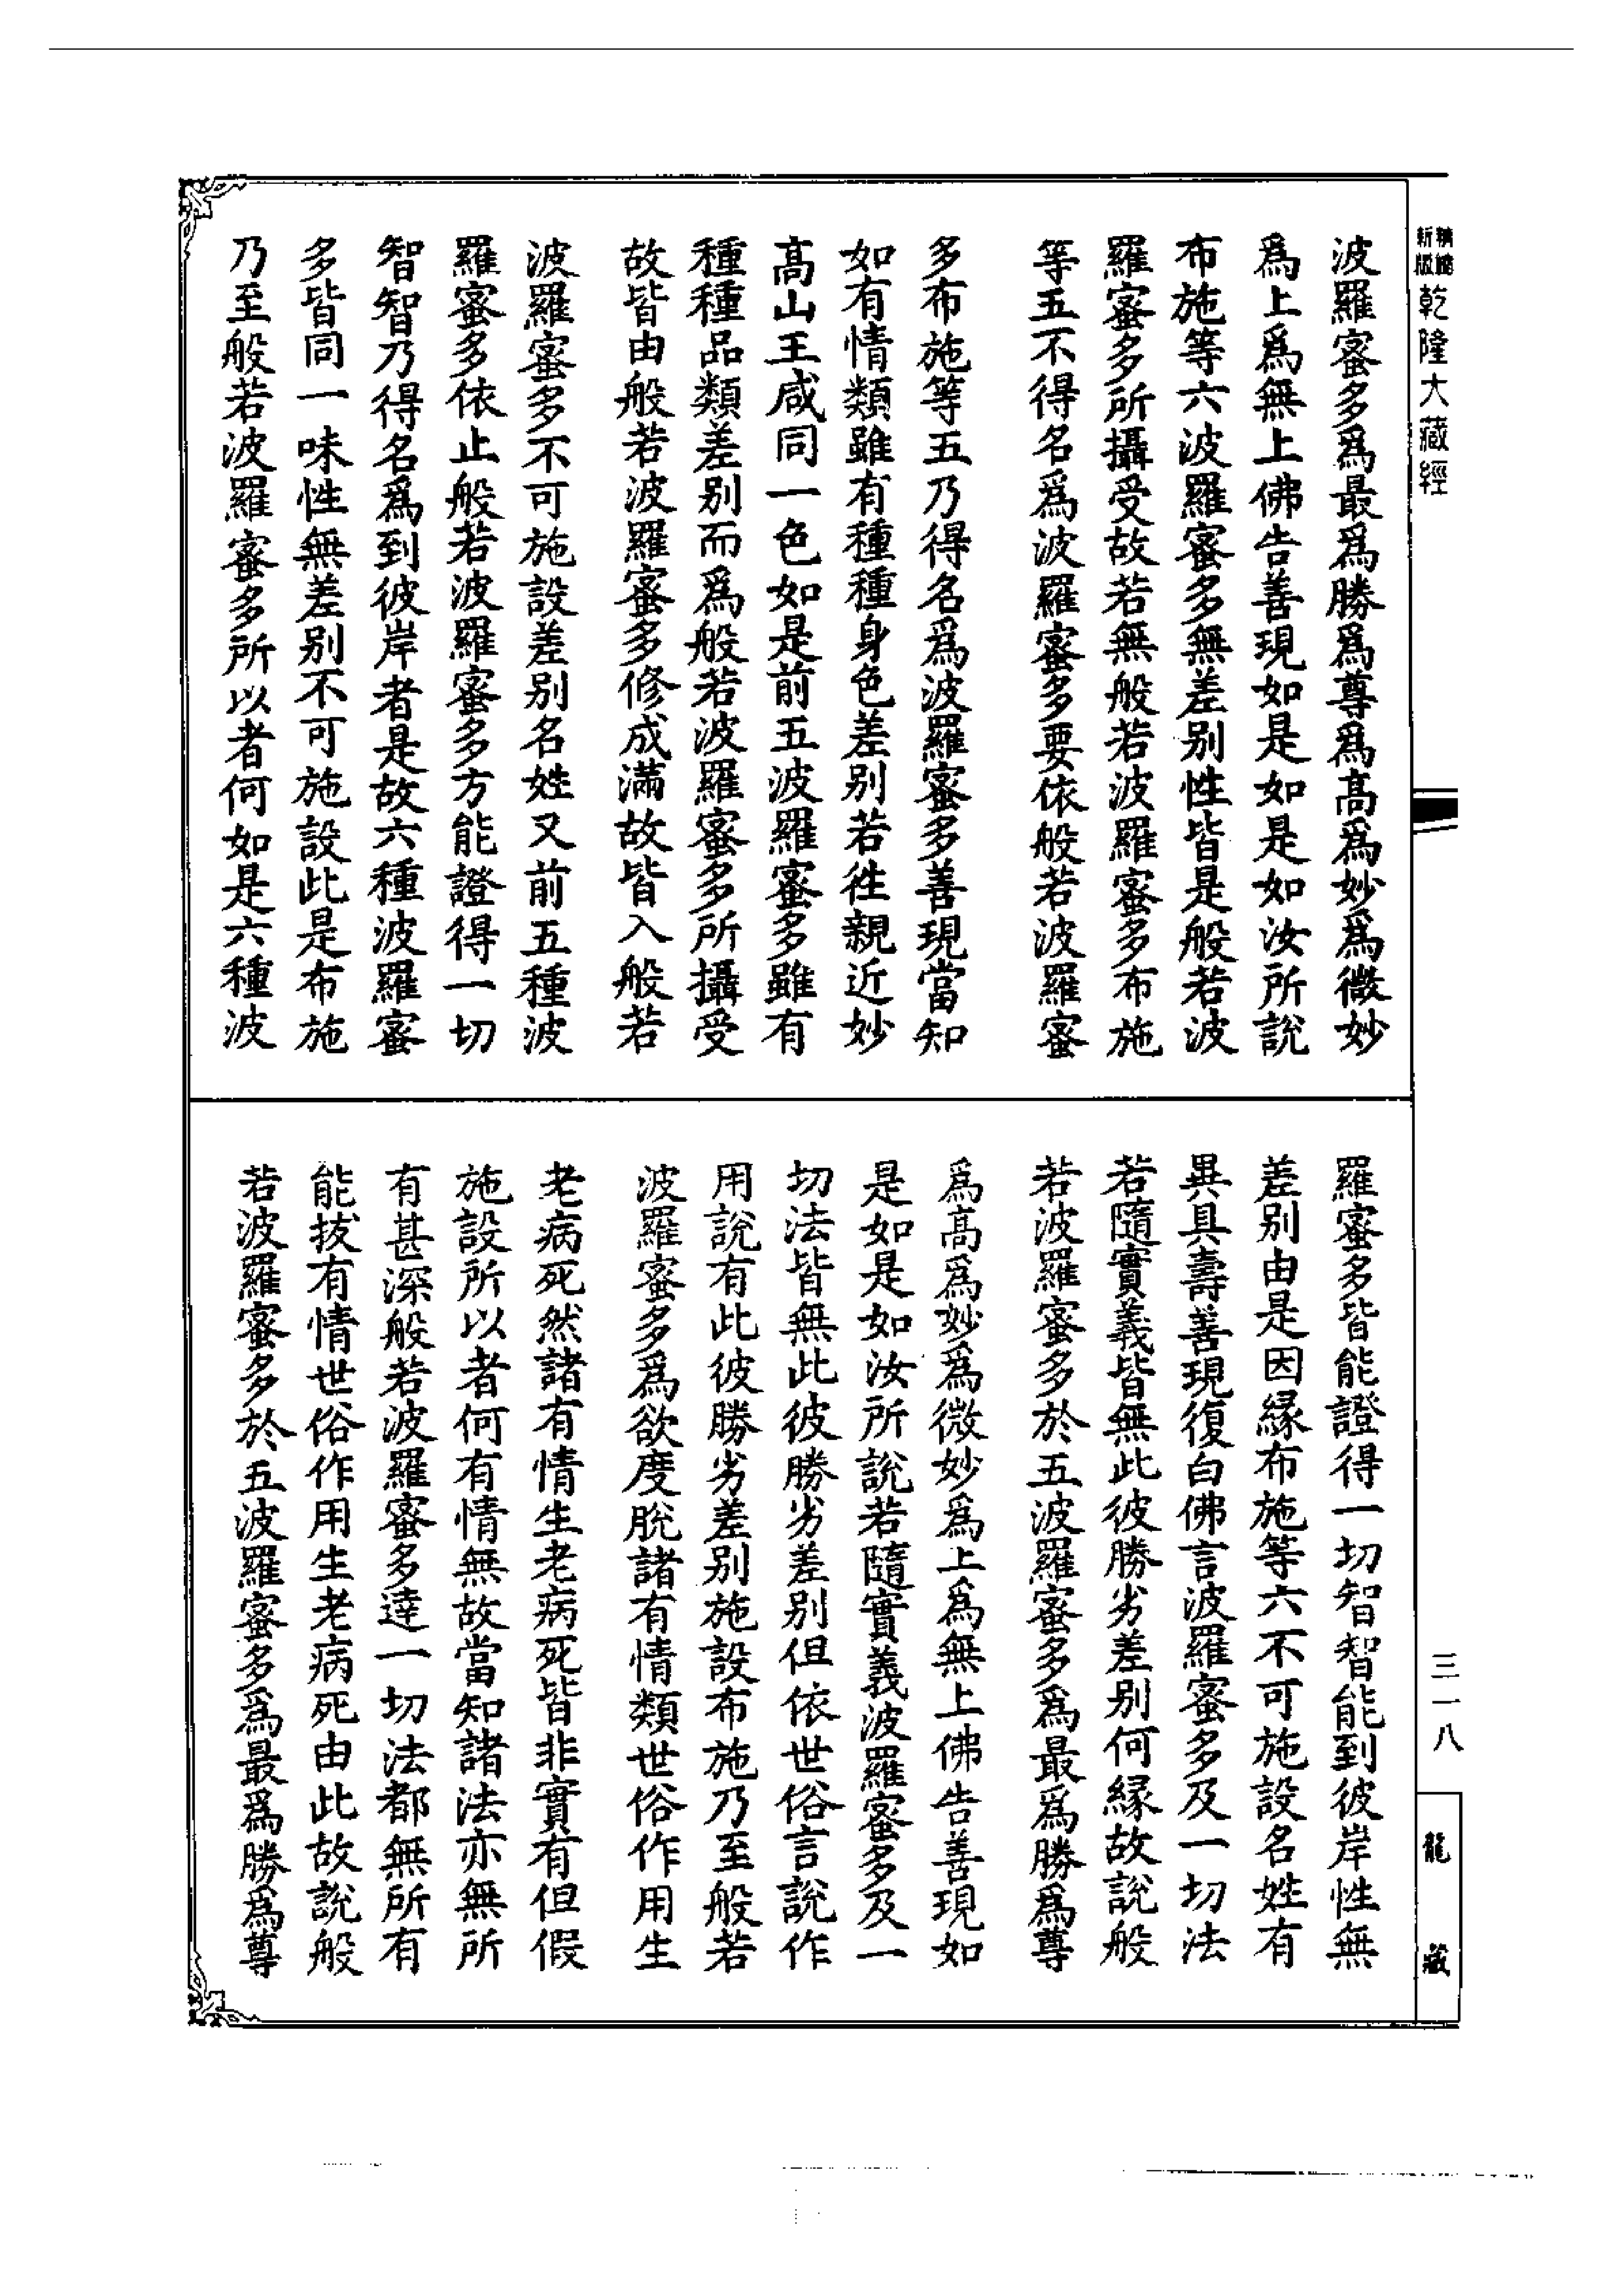 精縮新版乾隆大藏經
波羅蜜多爲最爲勝爲尊爲高爲妙爲微妙
爲上爲無上佛告善現如是如是如汝所說
布施等六波羅蜜多無差别性皆是般若波
羅蜜多所攝受故若無般若波羅蜜多布施
等五不得名爲波羅蜜多要依般若波羅蜜
多布施等五乃得名爲波羅蜜多善現當知
如有情類雖有種種身色差别若徃親近妙
高山王咸同一色如是前五波羅蜜多雖有
種種品類差别而爲般若波羅蜜多所攝受
故皆由般若波羅蜜多修成滿故皆入般若
波羅蜜多不可施設差别名姓又前五種波
羅蜜多依止般若波羅蜜多方能證得一切
智智乃得名爲到彼岸者是故六種波羅蜜
多皆同一味性無差别不可施設此是布施
乃至般若波羅蜜多所以者何如是六種波
羅蜜多皆能證得一切智智能到彼岸性無
差别由是因緣布施等六不可施設名姓有
異具壽善現復白佛言波羅蜜多及一切法
若隨實義皆無此彼勝劣差别何緣故說般
若波羅蜜多於五波羅蜜多爲最爲勝爲尊
爲高爲妙爲微妙爲上爲無上佛告善現如
是如是如汝所說若隨實義波羅蜜多及一
切法皆無此彼勝劣差别但依世俗言說作
用說有此彼勝劣差别施設布施乃至般若
波羅蜜多爲欲度脫諸有情類世俗作用生
老病死然諸有情生老病死皆非實有但假
施設所以者何有情無故當知諸法亦無所
有甚深般若波羅蜜多達一切法都無所有
能拔有情世俗作用生老病死由此故說般
若波羅蜜多於五波羅蜜多爲最爲勝爲尊
三一八
龍藏